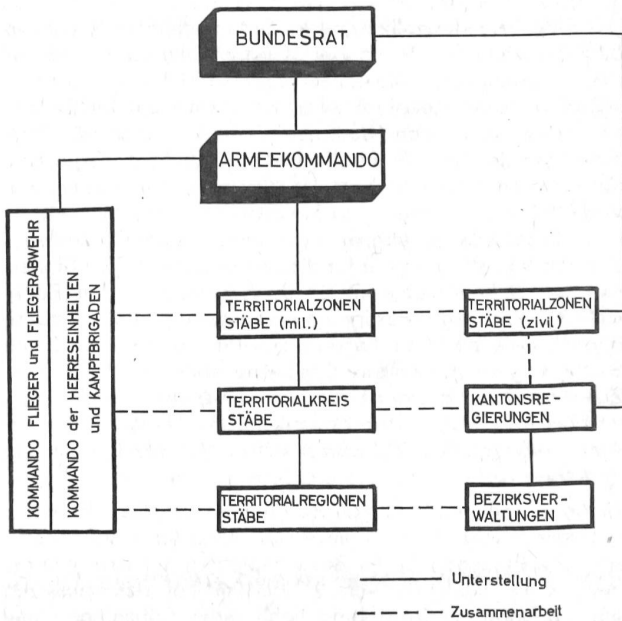 BUNDESRAT
ARMEEKOMMANDO
KOMMANDO FLIEGER und FLIEGERABWEHR
KOMMANDO der HEERESEINHEITEN
und KAMPFBRIGADEN
TERRITORIALZONEN
STÄBE (mil.)
TERRITORIALZONEN
STÄBE (zivil)
TERRITORIALKREIS
STÄBE
KANTONSRE-
GIERUNGEN
TERRITORIALREGIONEN
STÄBE
BEZIRKSVER-
WALTUNGEN
Unterstellung
Zusammenarbeit